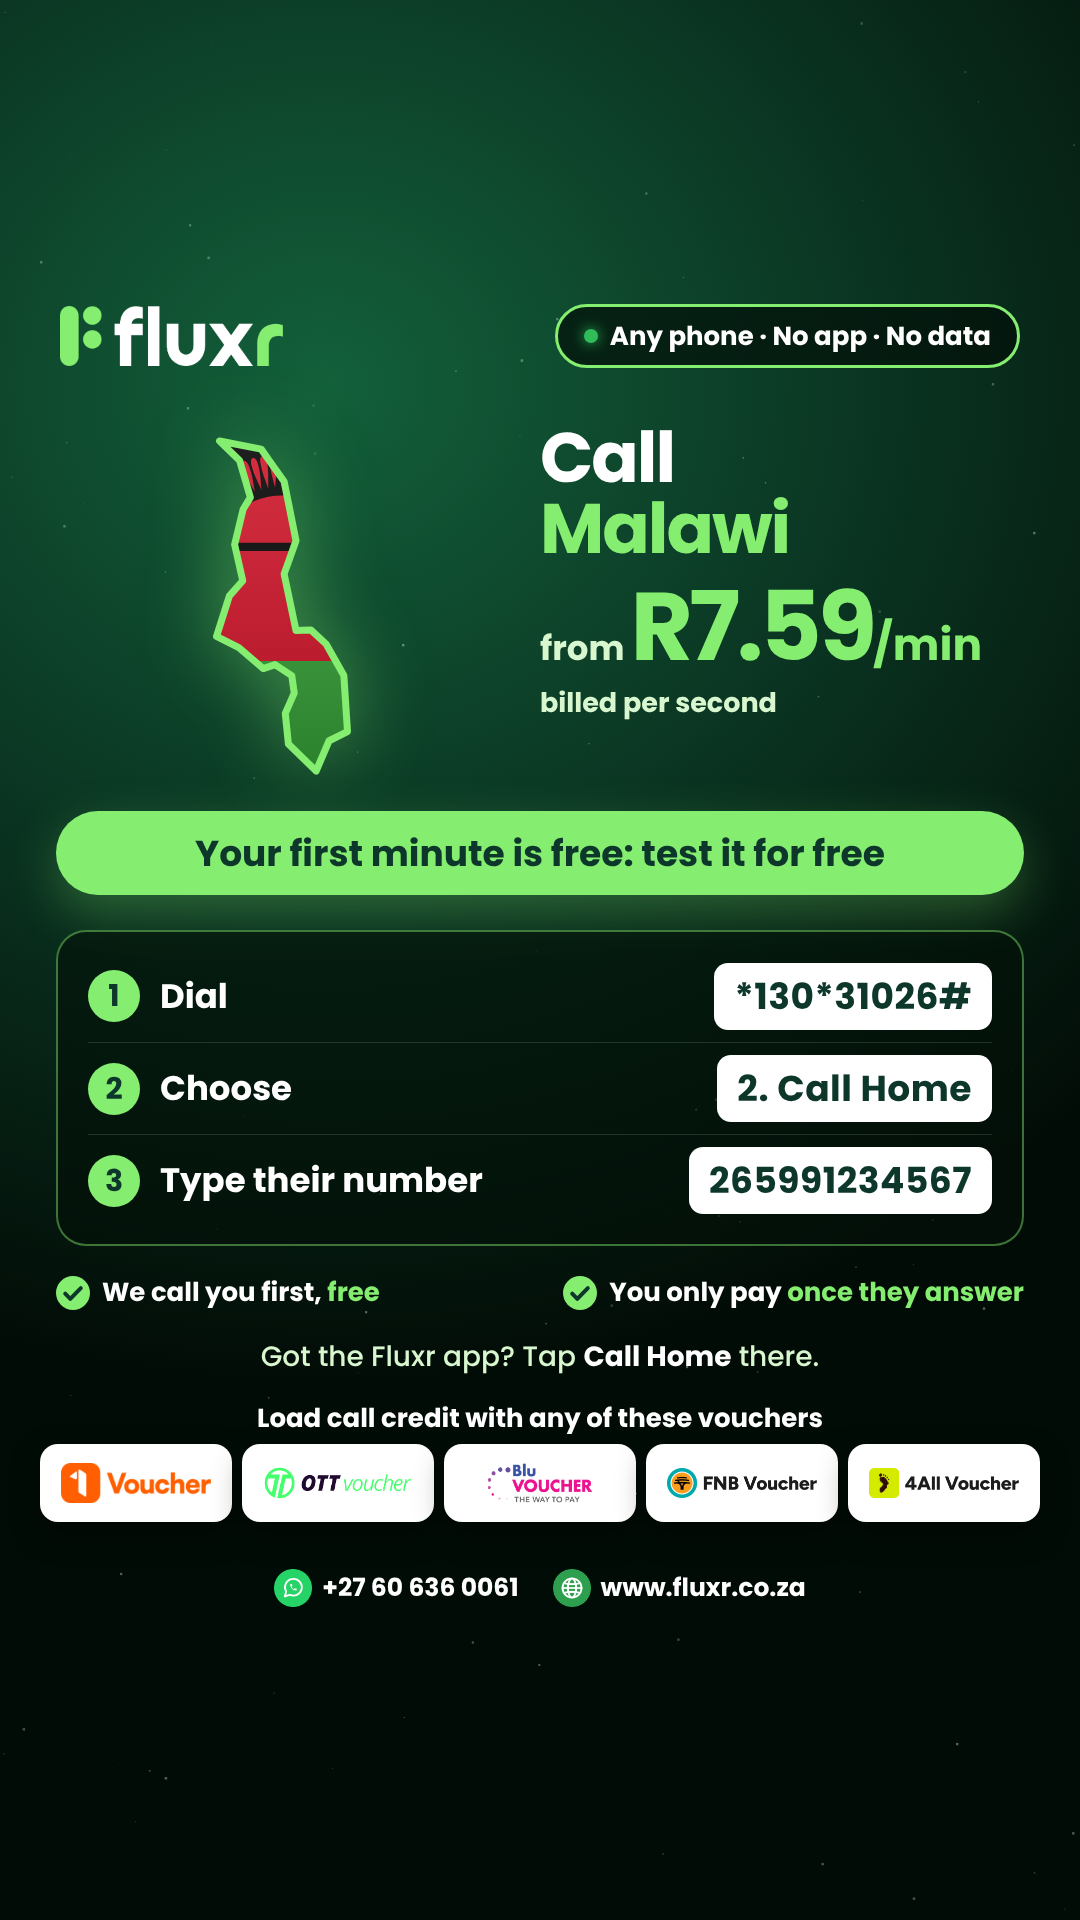 fluxr
Any phone · No app · No data
Call
Malawi
from R7.59/min
billed per second
Your first minute is free: test it for free
1 Dial *130*31026#
2 Choose 2. Call Home
3 Type their number 265991234567
We call you first, free
You only pay once they answer
Got the Fluxr app? Tap Call Home there.
Load call credit with any of these vouchers
1 Voucher
OTT voucher
Blu
VOUCHER
THE WAY TO PAY
FNB Voucher
4All Voucher
+27 60 636 0061
www.fluxr.co.za